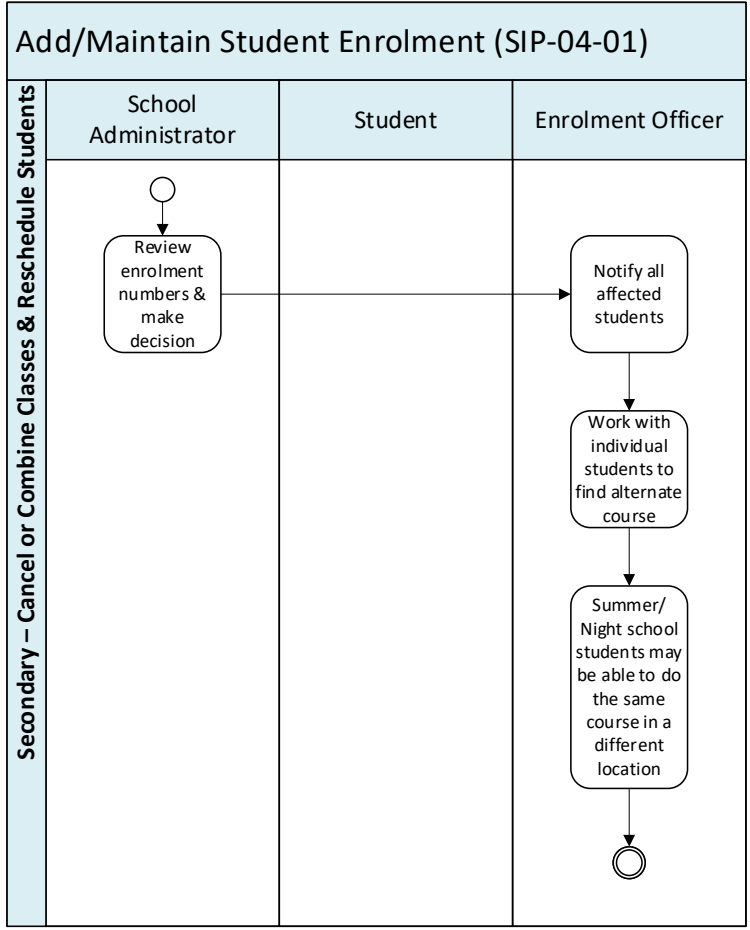 Add/Maintain Student Enrolment (SIP-04-01)
Secondary – Cancel or Combine Classes & Reschedule Students
School
Administrator
Student
Enrolment Officer
Review
enrolment
numbers &
make
decision
Notify all
affected
students
Work with
individual
students to
find alternate
course
Summer/
Night school
students may
be able to do
the same
course in a
different
location